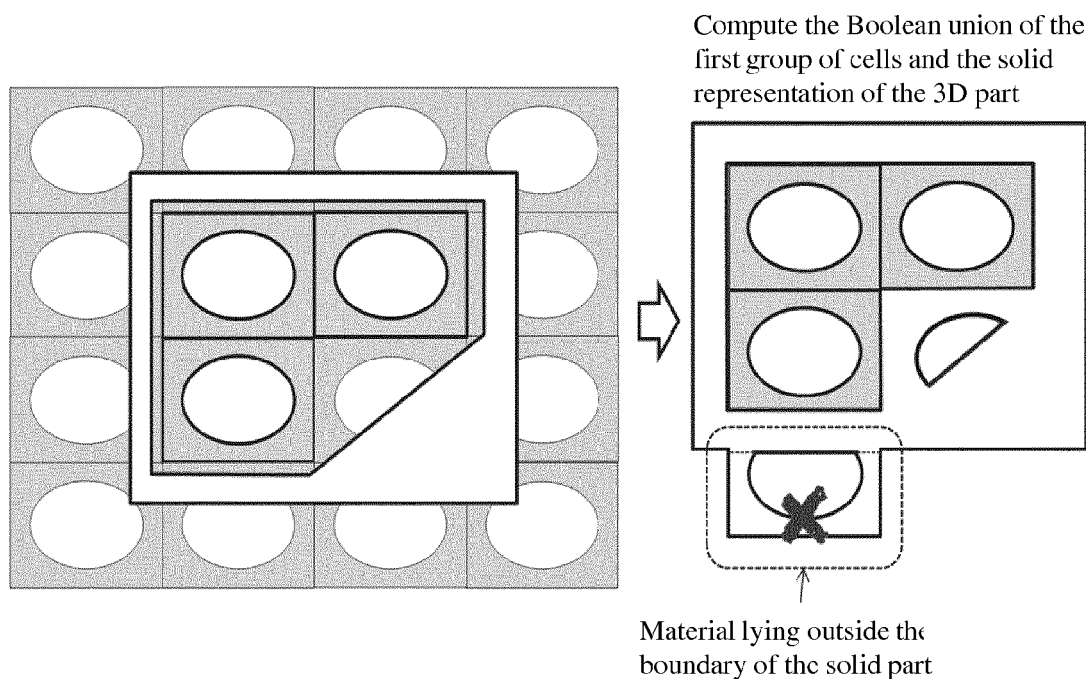 Compute the Boolean union of the
first group of cells and the solid
representation of the 3D part
Material lying outside the
boundary of the solid part